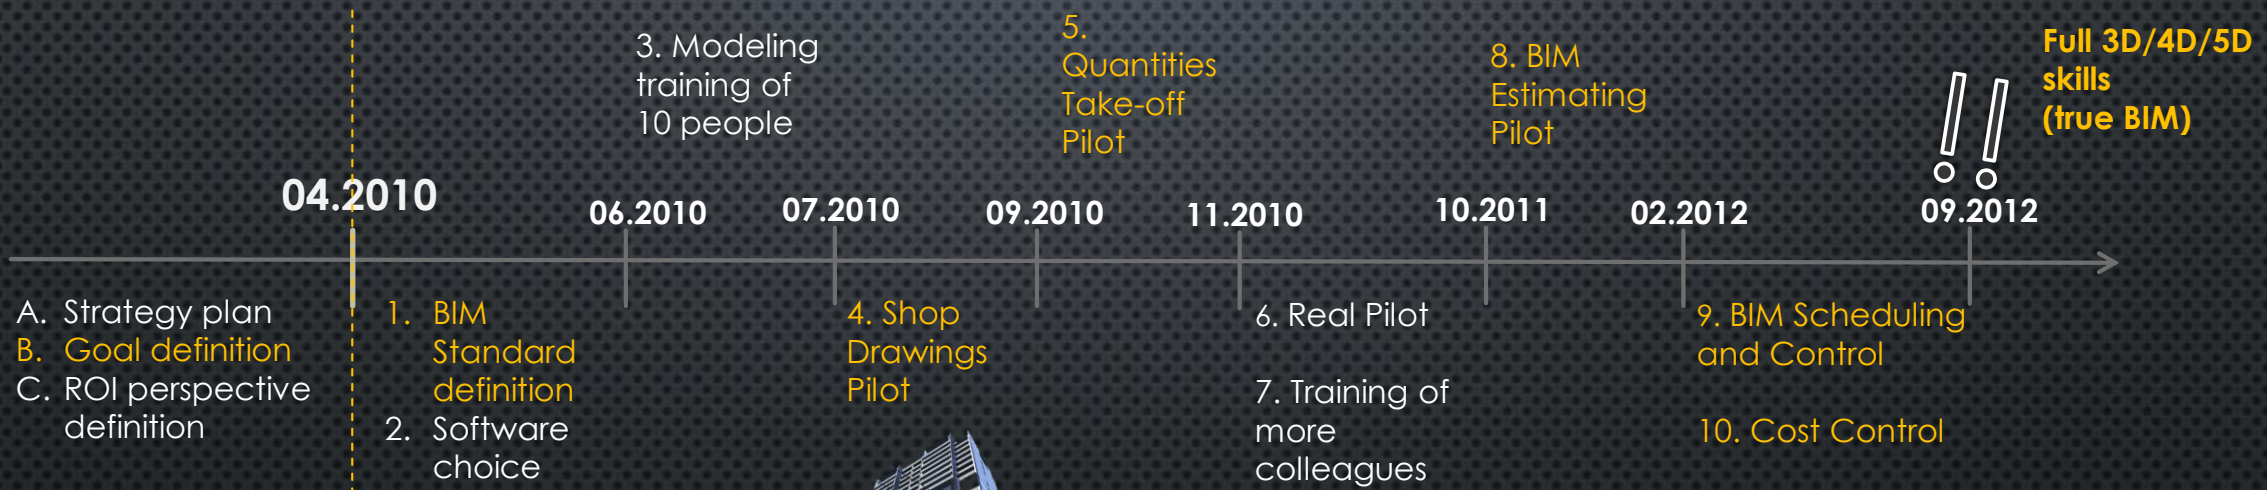 3. Modeling
training of
10 people
5.
Quantities
Take-off
Pilot
8. BIM
Estimating
Pilot
Full 3D/4D/5D
skills
(true BIM)
!!
04.2010
06.2010
07.2010
09.2010
11.2010
10.2011
02.2012
09.2012
A. Strategy plan
B. Goal definition
C. ROI perspective
definition
1. BIM
Standard
definition
2. Software
choice
4. Shop
Drawings
Pilot
6. Real Pilot
7. Training of
more
colleagues
9. BIM Scheduling
and Control
10. Cost Control